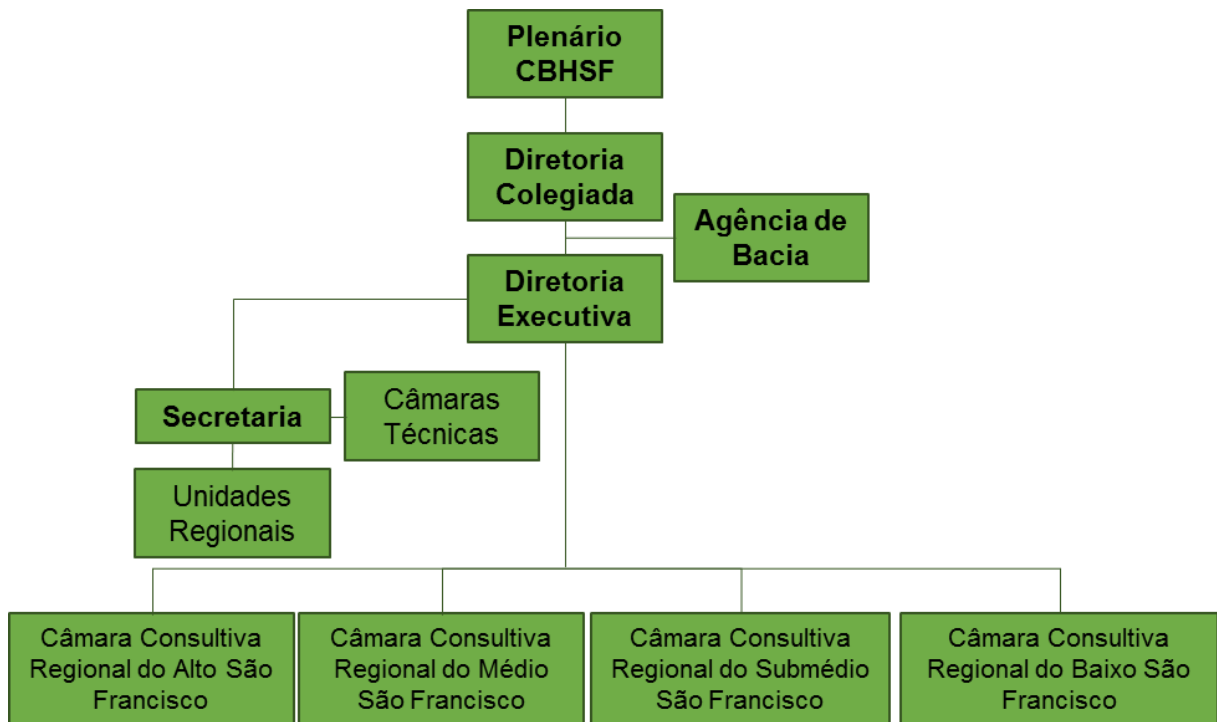 Plenário
CBHSF
Diretoria
Colegiada
Agência de
Bacia
Diretoria
Executiva
Secretaria
Câmaras
Técnicas
Unidades
Regionais
Câmara Consultiva
Regional do Alto São
Francisco
Câmara Consultiva
Regional do Médio
São Francisco
Câmara Consultiva
Regional do Submédio
São Francisco
Câmara Consultiva
Regional do Baixo São
Francisco